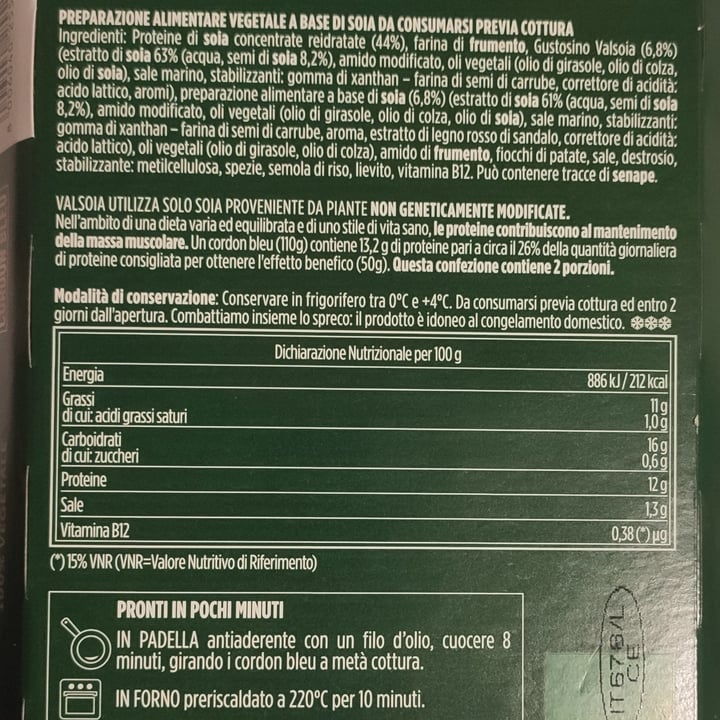 PREPARAZIONE ALIMENTARE VEGETALE A BASE DI SOIA DA CONSUMARSI PREVIA COTTURA
Ingredienti: Proteine di soia concentrate reidratate (44%), farina di frumento, Gustosino Valsoia (6,8%)
(estratto di soia 63% (acqua, semi di soia 8,2%), amido modificato, oli vegetali (olio di girasole, olio di colza,
olio di soia), sale marino, stabilizzanti: gomma di xanthan – farina di semi di carrube, correttore di acidità:
acido lattico, aromi), preparazione alimentare a base di soia (6,8%) (estratto di soia 61% (acqua, semi di soia
8,2%), amido modificato, oli vegetali (olio di girasole, olio di colza, olio di soia), sale marino, stabilizzanti:
gomma di xanthan – farina di semi di carrube, aroma, estratto di legno rosso di sandalo, correttore di acidità:
acido lattico), oli vegetali (olio di girasole, olio di colza), amido di frumento, fiocchi di patate, sale, destrosio,
stabilizzante: metilcellulosa, spezie, semola di riso, lievito, vitamina B12. Può contenere tracce di senape.
VALSOIA UTILIZZA SOLO SOIA PROVENIENTE DA PIANTE NON GENETICAMENTE MODIFICATE.
Nell'ambito di una dieta varia ed equilibrata e di uno stile di vita sano, le proteine contribuiscono al mantenimento
della massa muscolare. Un cordon bleu (110g) contiene 13,2 g di proteine pari a circa il 26% della quantità giornaliera
di proteine consigliata per ottenere l'effetto benefico (50g). Questa confezione contiene 2 porzioni.
Modalità di conservazione: Conservare in frigorifero tra 0°C e +4°C. Da consumarsi previa cottura ed entro 2
giorni dall'apertura. Combattiamo insieme lo spreco: il prodotto è idoneo al congelamento domestico.
Dichiarazione Nutrizionale per 100 g
Energia 886 kJ / 212 kcal
Grassi 11 g
di cui: acidi grassi saturi 1,0 g
Carboidrati 16 g
di cui: zuccheri 0,6 g
Proteine 12 g
Sale 1,3 g
Vitamina B12 0,38 (*) µg
(*) 15% VNR (VNR=Valore Nutritivo di Riferimento)
PRONTI IN POCHI MINUTI
IN PADELLA antiaderente con un filo d'olio, cuocere 8
minuti, girando i cordon bleu a metà cottura.
IN FORNO preriscaldato a 220°C per 10 minuti.
CE